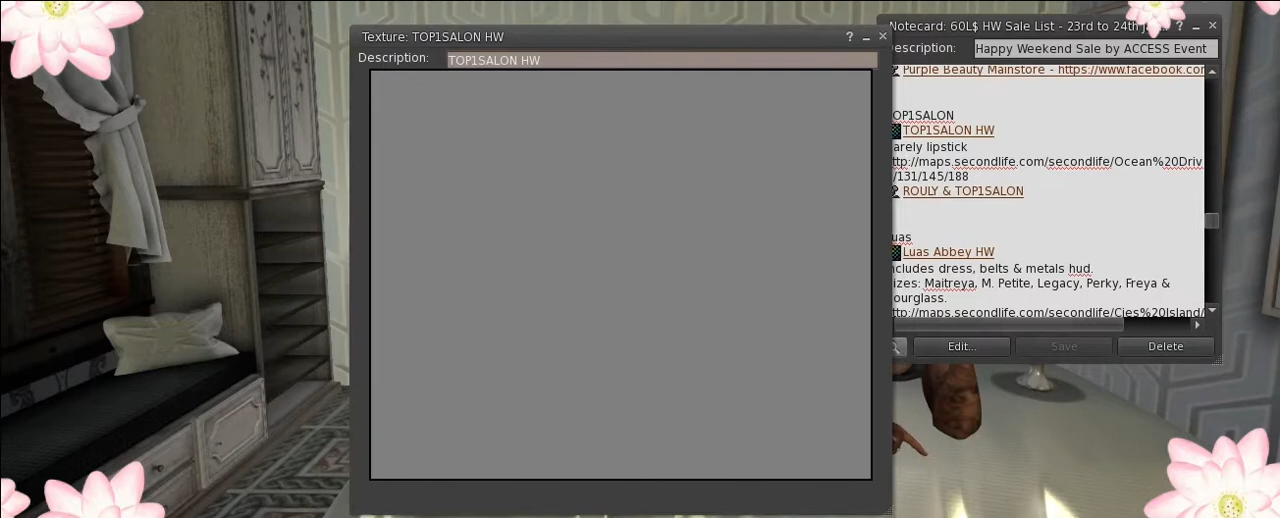 Texture: TOP1SALON HW
?
Description:
TOP1SALON HW
Notecard: 60L$ HW Sale List - 23rd to 24th
?
escription:
Happy Weekend Sale by ACCESS Event
Purple Beauty Mainstore - https://www.facebook.cor
OP1SALON
TOP1SALON HW
arely lipstick
ttp://maps.secondlife.com/secondlife/Ocean%20Driv
/131/145/188
ROULY & TOP1SALON
uas
Luas Abbey HW
ncludes dress, belts & metals hud.
izes: Maitreya, M. Petite, Legacy, Perky, Freya &
ourglass.
ttp://maps.secondlife.com/secondlife/Cies%20Island/
Edit...
Save
Delete